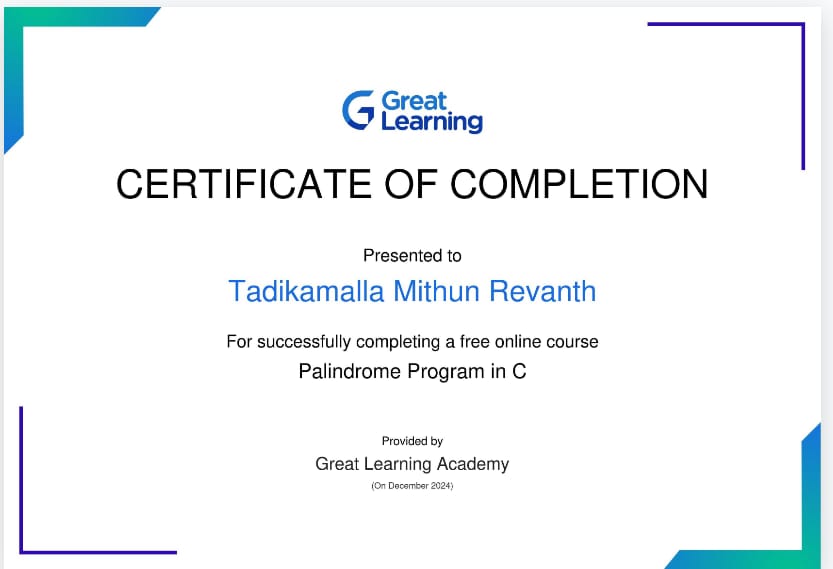 Great
Learning
CERTIFICATE OF COMPLETION
Presented to
Tadikamalla Mithun Revanth
For successfully completing a free online course
Palindrome Program in C
Provided by
Great Learning Academy
(On December 2024)